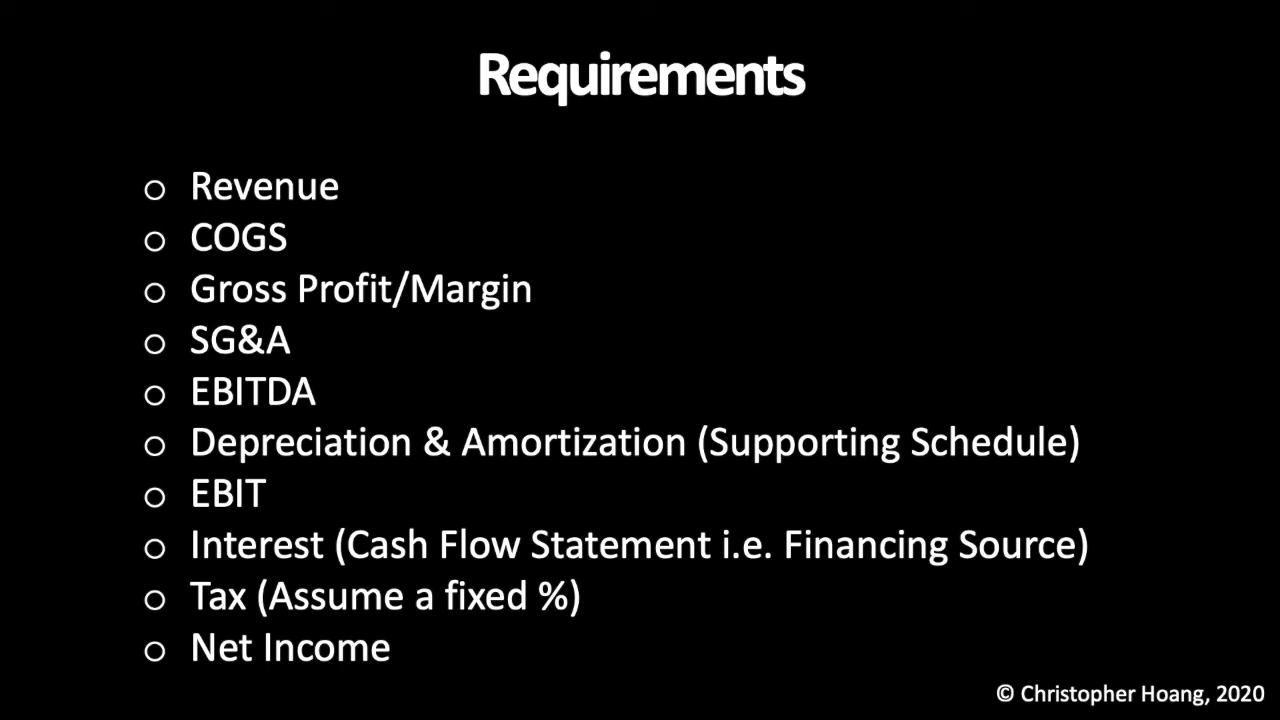 Requirements
○ Revenue
○ COGS
○ Gross Profit/Margin
○ SG&A
○ EBITDA
○ Depreciation & Amortization (Supporting Schedule)
○ EBIT
○ Interest (Cash Flow Statement i.e. Financing Source)
○ Tax (Assume a fixed %)
○ Net Income
© Christopher Hoang, 2020